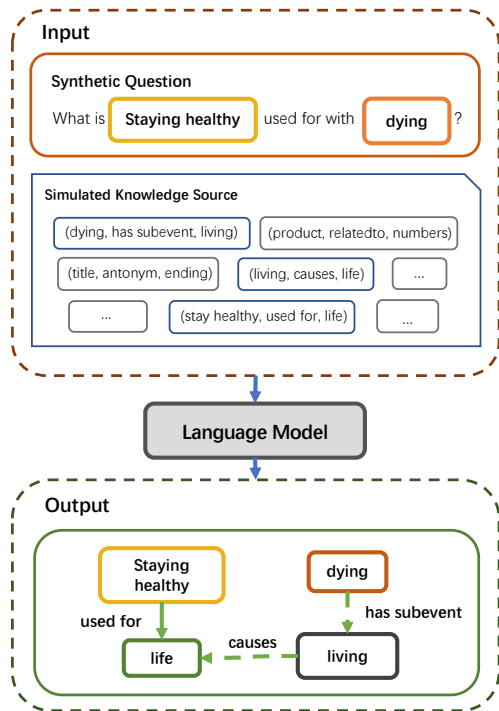 Input
Synthetic Question
What is Staying healthy used for with dying ?
Simulated Knowledge Source
(dying, has subevent, living) (product, relatedto, numbers)
(title, antonym, ending) (living, causes, life) ...
... (stay healthy, used for, life) ...
Language Model
Output
Staying
healthy
dying
used for
has subevent
life
causes
living